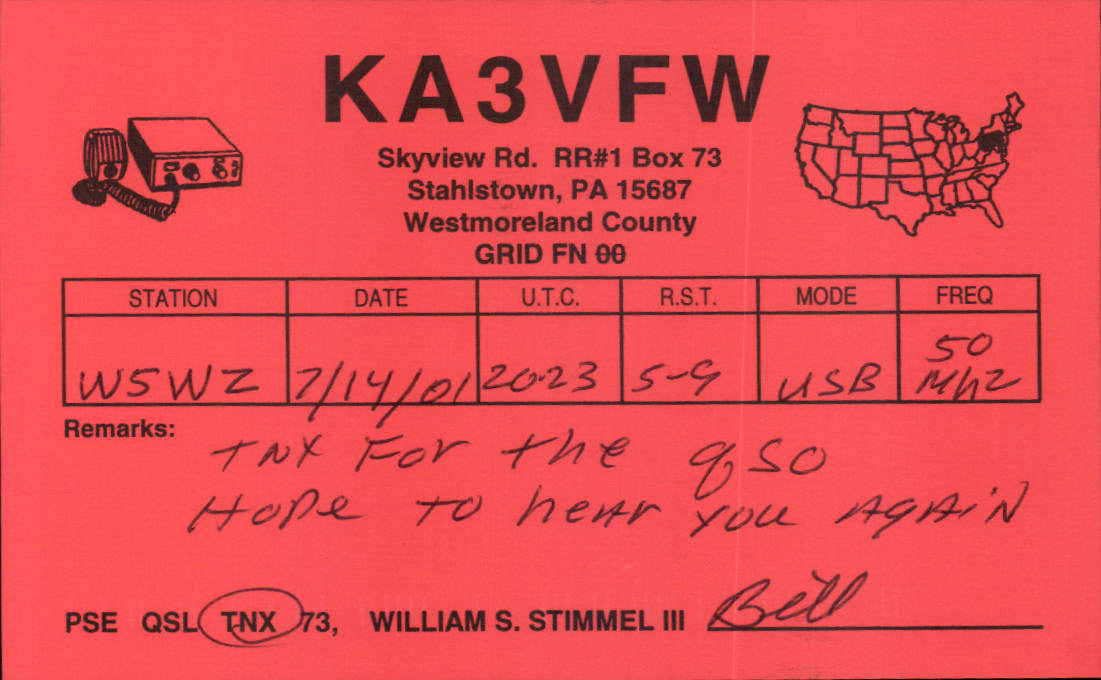 KA3VFW
Skyview Rd. RR#1 Box 73
Stahlstown, PA 15687
Westmoreland County
GRID FN 00
STATION DATE U.T.C. R.S.T. MODE FREQ
W5WZ 7/14/01 20:23 5-9 USB 50 MhZ
Remarks:
TNX For the QSO
Hope to hear you AgAiN
PSE QSL TNX 73, WILLIAM S. STIMMEL III Bill